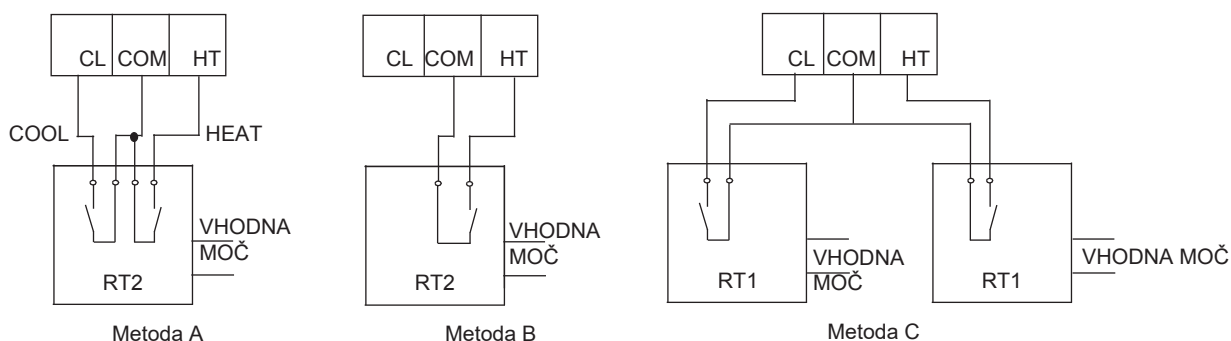 CL COM HT
COOL HEAT
VHODNA
MOČ
RT2
Metoda A
CL COM HT
VHODNA
MOČ
RT2
Metoda B
CL COM HT
VHODNA
MOČ
RT1
VHODNA MOČ
RT1
Metoda C